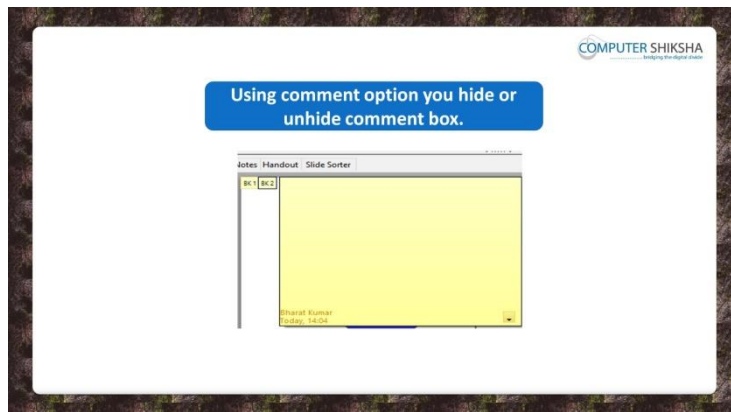 COMPUTER SHIKSHA
bridging the digital divide
Using comment option you hide or
unhide comment box.
Notes Handout Slide Sorter
BK 1 BK 2
Bharat Kumar
Today, 14:04